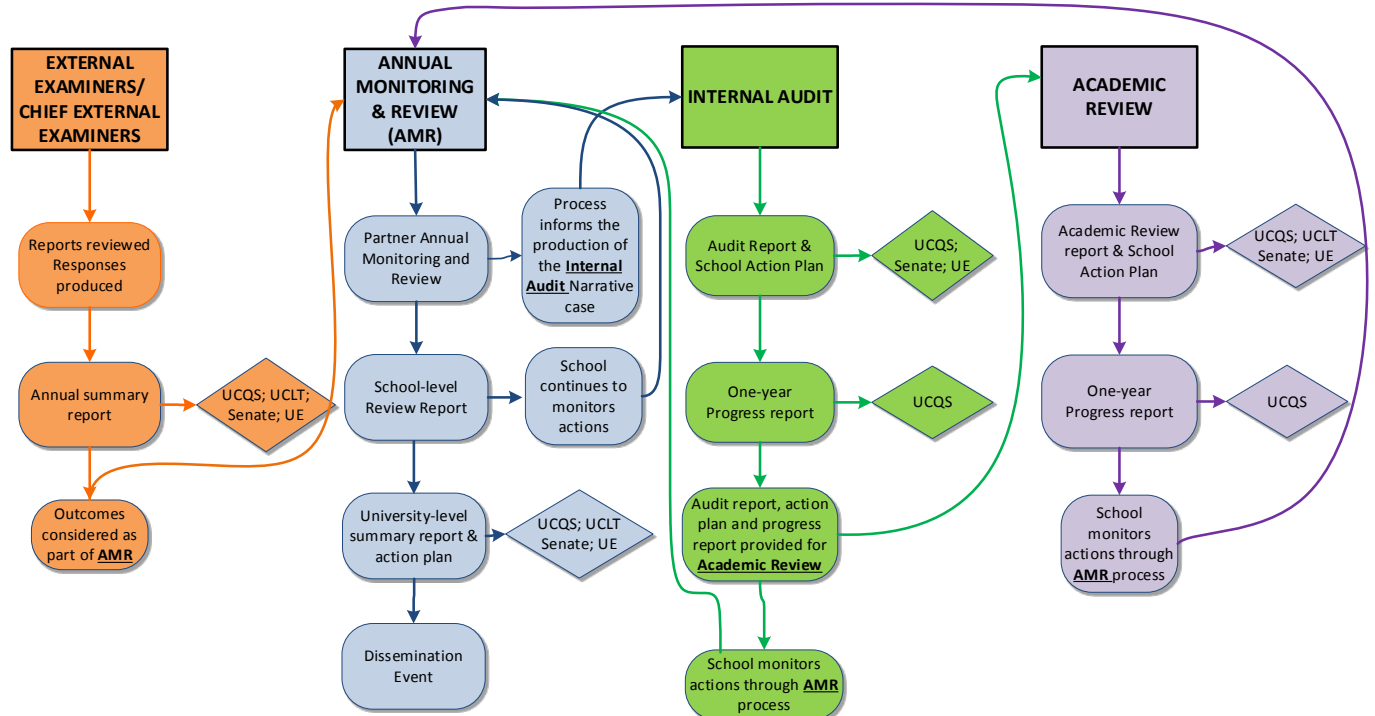 EXTERNAL
EXAMINERS/
CHIEF EXTERNAL
EXAMINERS
Reports reviewed
Responses
produced
Annual summary
report
UCQS; UCLT;
Senate; UE
Outcomes
considered as
part of AMR
ANNUAL
MONITORING
& REVIEW
(AMR)
Partner Annual
Monitoring and
Review
Process
informs the
production of
the Internal
Audit Narrative
case
School-level
Review Report
School
continues to
monitors
actions
University-level
summary report &
action plan
UCQS; UCLT
Senate; UE
Dissemination
Event
INTERNAL AUDIT
Audit Report &
School Action Plan
UCQS;
Senate; UE
One-year
Progress report
UCQS
Audit report, action
plan and progress
report provided for
Academic Review
School monitors
actions through AMR
process
ACADEMIC
REVIEW
Academic Review
report & School
Action Plan
UCQS; UCLT
Senate; UE
One-year
Progress report
UCQS
School
monitors
actions through
AMR process